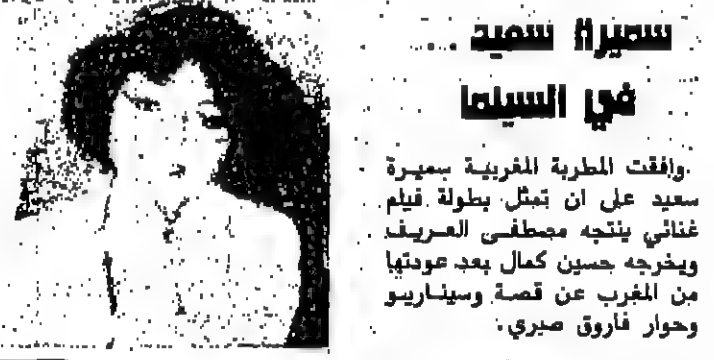 سميرة سعيد
في السينما
وافقت المطربة المغربية سميرة
سعيد على ان تمثل بطولة فيلم
غنائي ينتجه مصطفى العريف
ويخرجه حسين كمال بعد عودتها
من المغرب عن قصة وسيناريو
وحوار فاروق صبري .